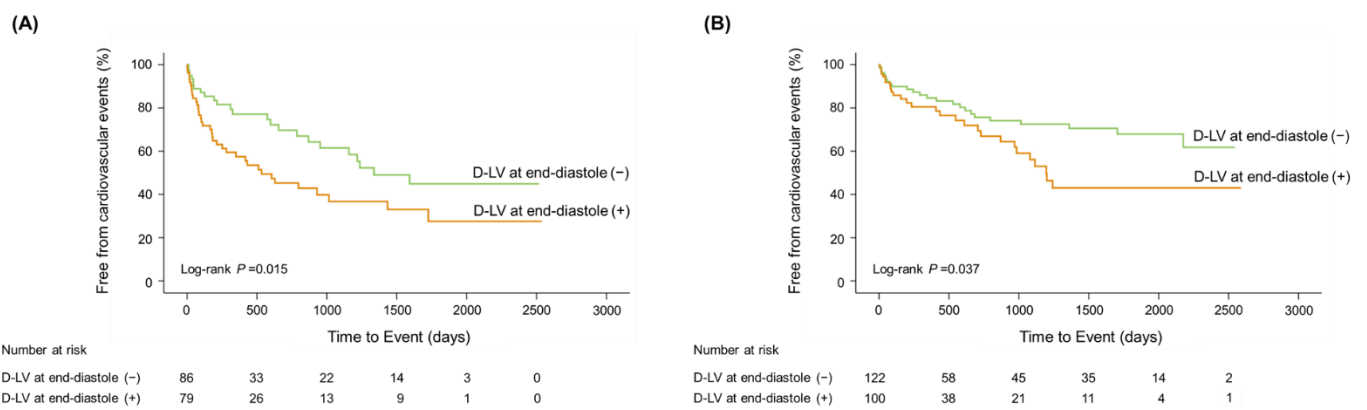 (A)
Free from cardiovascular events (%)
100
80
60
40
20
0
D-LV at end-diastole (−)
D-LV at end-diastole (+)
Log-rank P =0.015
0 500 1000 1500 2000 2500 3000
Time to Event (days)
Number at risk
D-LV at end-diastole (−) 86 33 22 14 3 0
D-LV at end-diastole (+) 79 26 13 9 1 0
(B)
Free from cardiovascular events (%)
100
80
60
40
20
0
D-LV at end-diastole (−)
D-LV at end-diastole (+)
Log-rank P =0.037
0 500 1000 1500 2000 2500 3000
Time to Event (days)
Number at risk
D-LV at end-diastole (−) 122 58 45 35 14 2
D-LV at end-diastole (+) 100 38 21 11 4 1